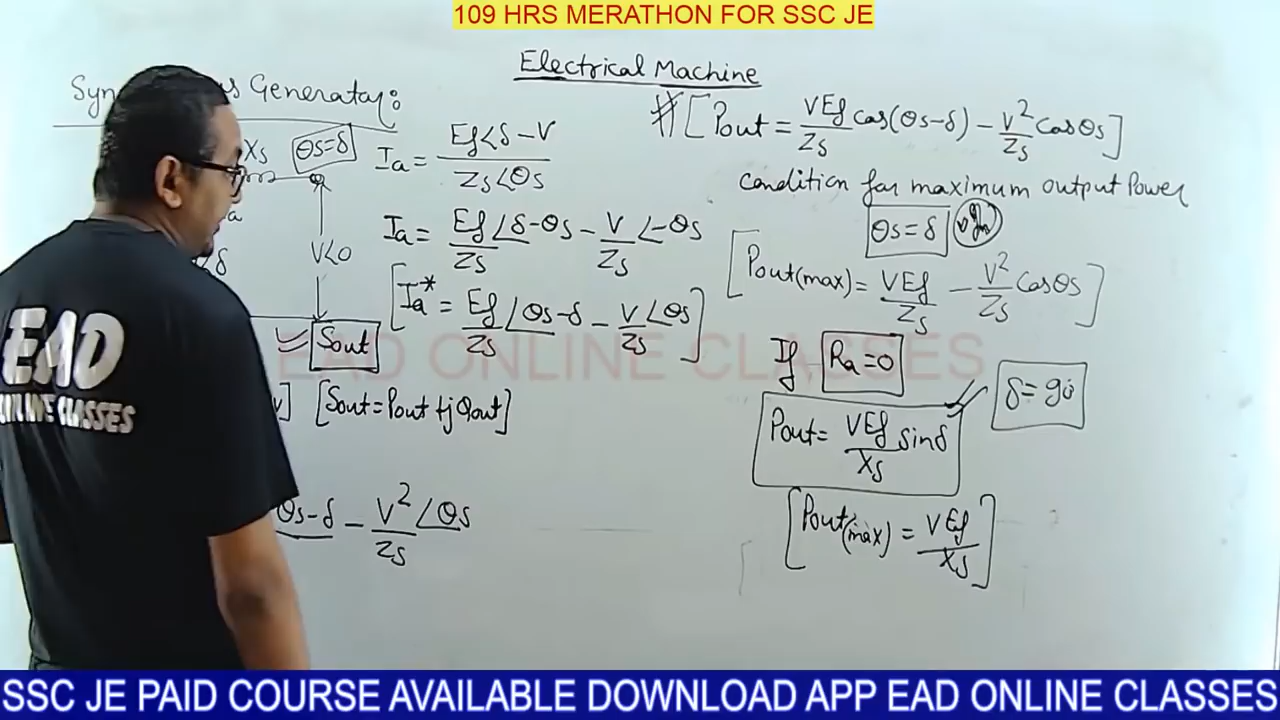 109 HRS MERATHON FOR SSC JE
Electrical Machine
Generator:
Xs
θs=δ
V∠0
Sout
[Sout=Pout+jQout]
θs-δ - V²/Zs ∠θs
Ia = Ef∠δ-V / Zs∠θs
Ia = Ef/Zs ∠δ-θs - V/Zs ∠-θs
[Ia* = Ef/Zs ∠θs-δ - V/Zs ∠θs]
# [Pout = VEf/Zs cos(θs-δ) - V²/Zs cosθs]
Condition for maximum output Power
θs=δ
[Pout(max) = VEf/Zs - V²/Zs cosθs]
If Ra=0
Pout = VEf/Xs sinδ
δ=90°
[Pout(max) = VEf/Xs]
EAD ONLINE CLASSES
EAD
ONLINE CLASSES
SSC JE PAID COURSE AVAILABLE DOWNLOAD APP EAD ONLINE CLASSES